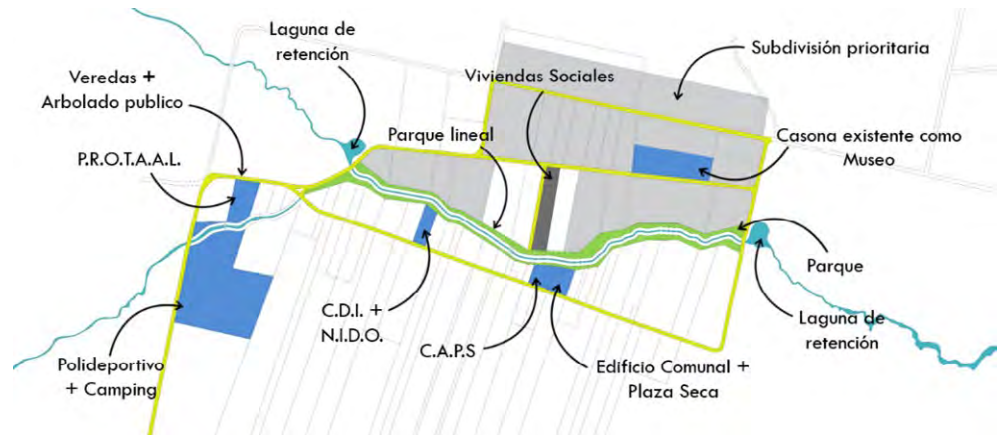 Laguna de
retención
Veredas +
Arbolado publico
P.R.O.T.A.A.L.
Viviendas Sociales
Subdivisión prioritaria
Parque lineal
Casona existente como
Museo
Parque
Laguna de
retención
C.D.I. +
N.I.D.O.
C.A.P.S
Edificio Comunal +
Plaza Seca
Polideportivo
+ Camping